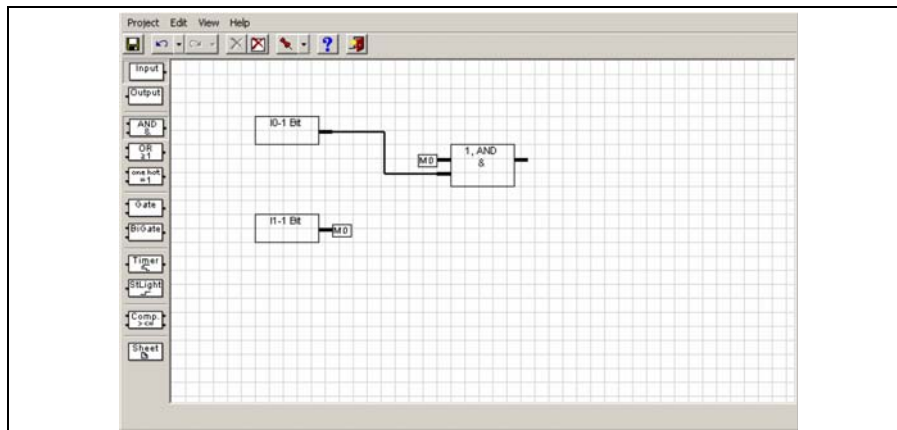 Project Edit View Help
?
Input
Output
AND
&
OR
≥1
one hot
=1
Gate
BiGate
Timer
StLight
Comp.
> <=
Sheet
I0-1 Bit
M0
1, AND
&
I1-1 Bit
M0